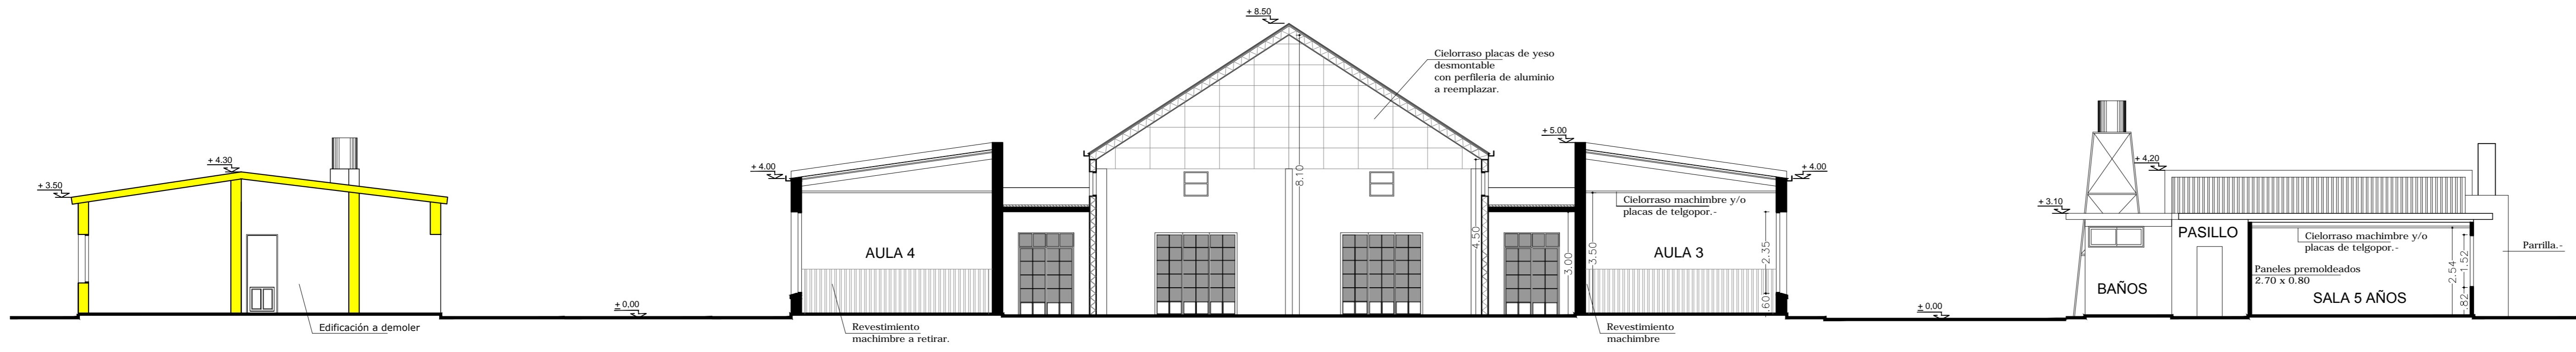 + 3.50
+ 4.30
Edificación a demoler
± 0,00
+ 4.00
AULA 4
Revestimiento
machimbre a retirar.
+ 8.50
8.10
Cielorraso placas de yeso
desmontable
con perfileria de aluminio
a reemplazar.
4.50
3.00
+ 5.00
3.50
Cielorraso machimbre y/o
placas de telgopor.-
AULA 3
2.35
.60
+ 4.00
Revestimiento
machimbre
± 0,00
+ 3.10
+ 4.20
BAÑOS
PASILLO
Cielorraso machimbre y/o
placas de telgopor.-
Paneles premoldeados
2.70 x 0.80
SALA 5 AÑOS
2.54
1.52
.82
Parrilla.-